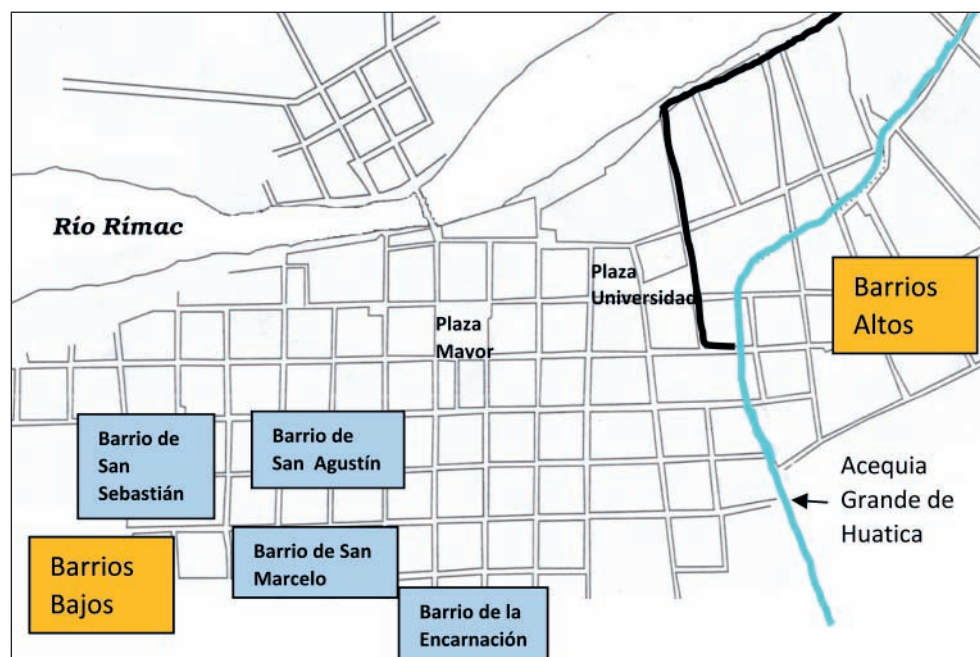 Río Rímac
Plaza
Universidad
Plaza
Mayor
Barrios
Altos
Barrio de
San
Sebastián
Barrio de
San Agustín
Acequia
Grande de
Huatica
Barrios
Bajos
Barrio de San
Marcelo
Barrio de la
Encarnación